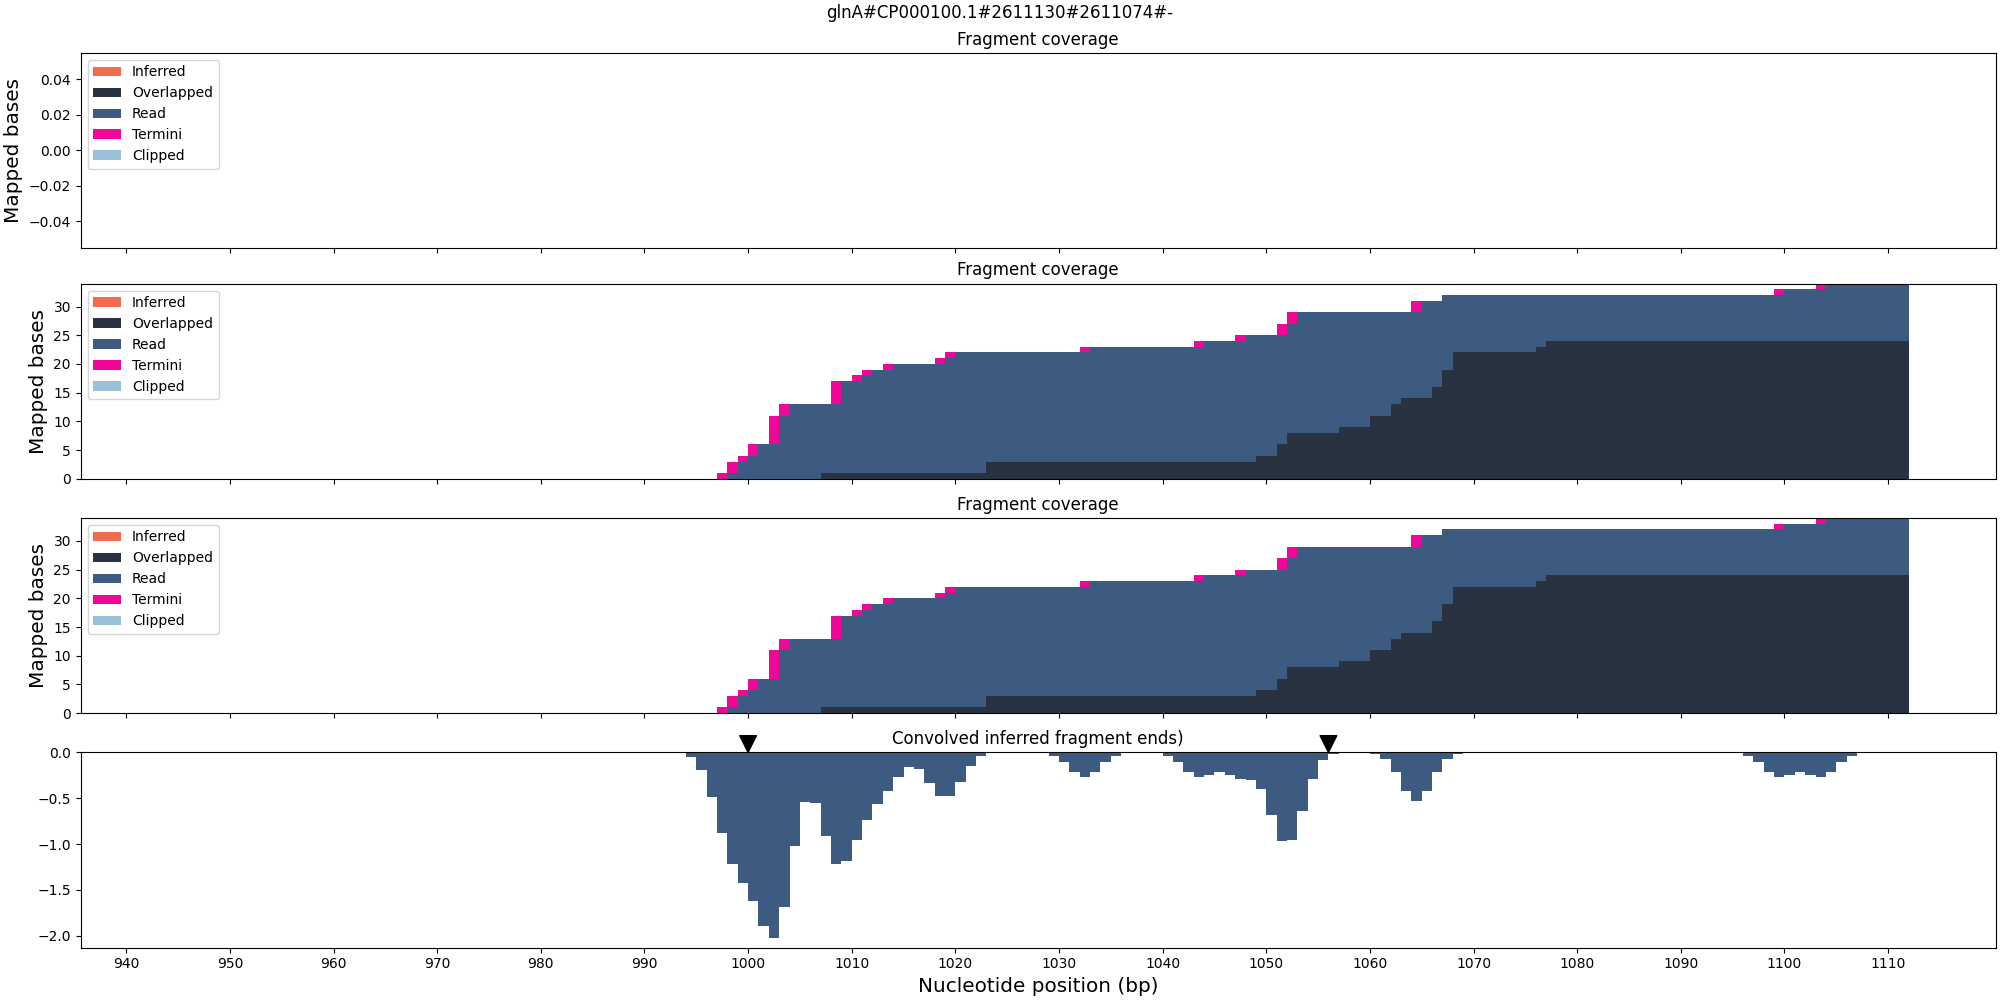 glnA#CP000100.1#2611130#2611074#-
Fragment coverage
Mapped bases
0.04
0.02
0.00
−0.02
−0.04
Inferred
Overlapped
Read
Termini
Clipped
Fragment coverage
Mapped bases
30
25
20
15
10
5
0
Inferred
Overlapped
Read
Termini
Clipped
Fragment coverage
Mapped bases
30
25
20
15
10
5
0
Inferred
Overlapped
Read
Termini
Clipped
Convolved inferred fragment ends)
0.0
−0.5
−1.0
−1.5
−2.0
940 950 960 970 980 990 1000 1010 1020 1030 1040 1050 1060 1070 1080 1090 1100 1110
Nucleotide position (bp)